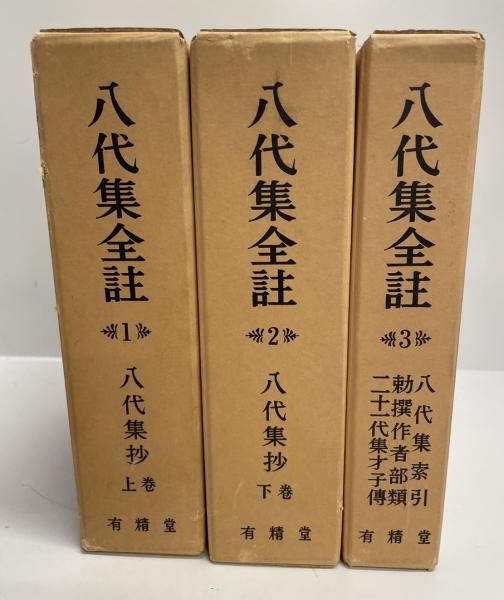 八代集全註
1
八代集抄
上巻
有精堂
八代集全註
2
八代集抄
下巻
有精堂
八代集全註
3
八代集索引
勅撰作者部類
二十一代集才子傳
有精堂